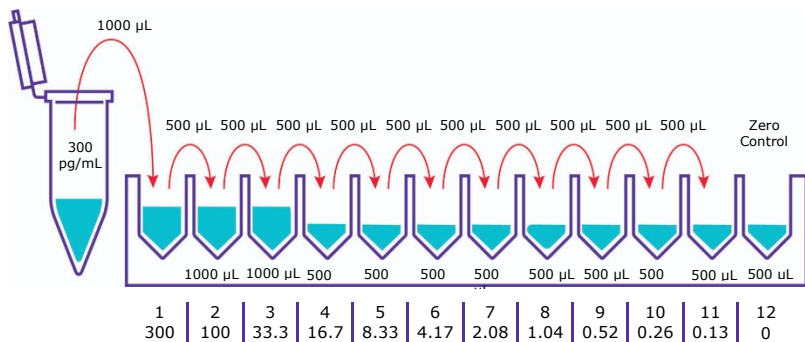 1000 µL
300
pg/mL
500 µL 500 µL 500 µL 500 µL 500 µL 500 µL 500 µL 500 µL 500 µL 500 µL
Zero
Control
1000 µL 1000 µL 500 500 500 500 500 µL 500 µL 500 500 µL 500 µL
1 2 3 4 5 6 7 8 9 10 11 12
300 100 33.3 16.7 8.33 4.17 2.08 1.04 0.52 0.26 0.13 0